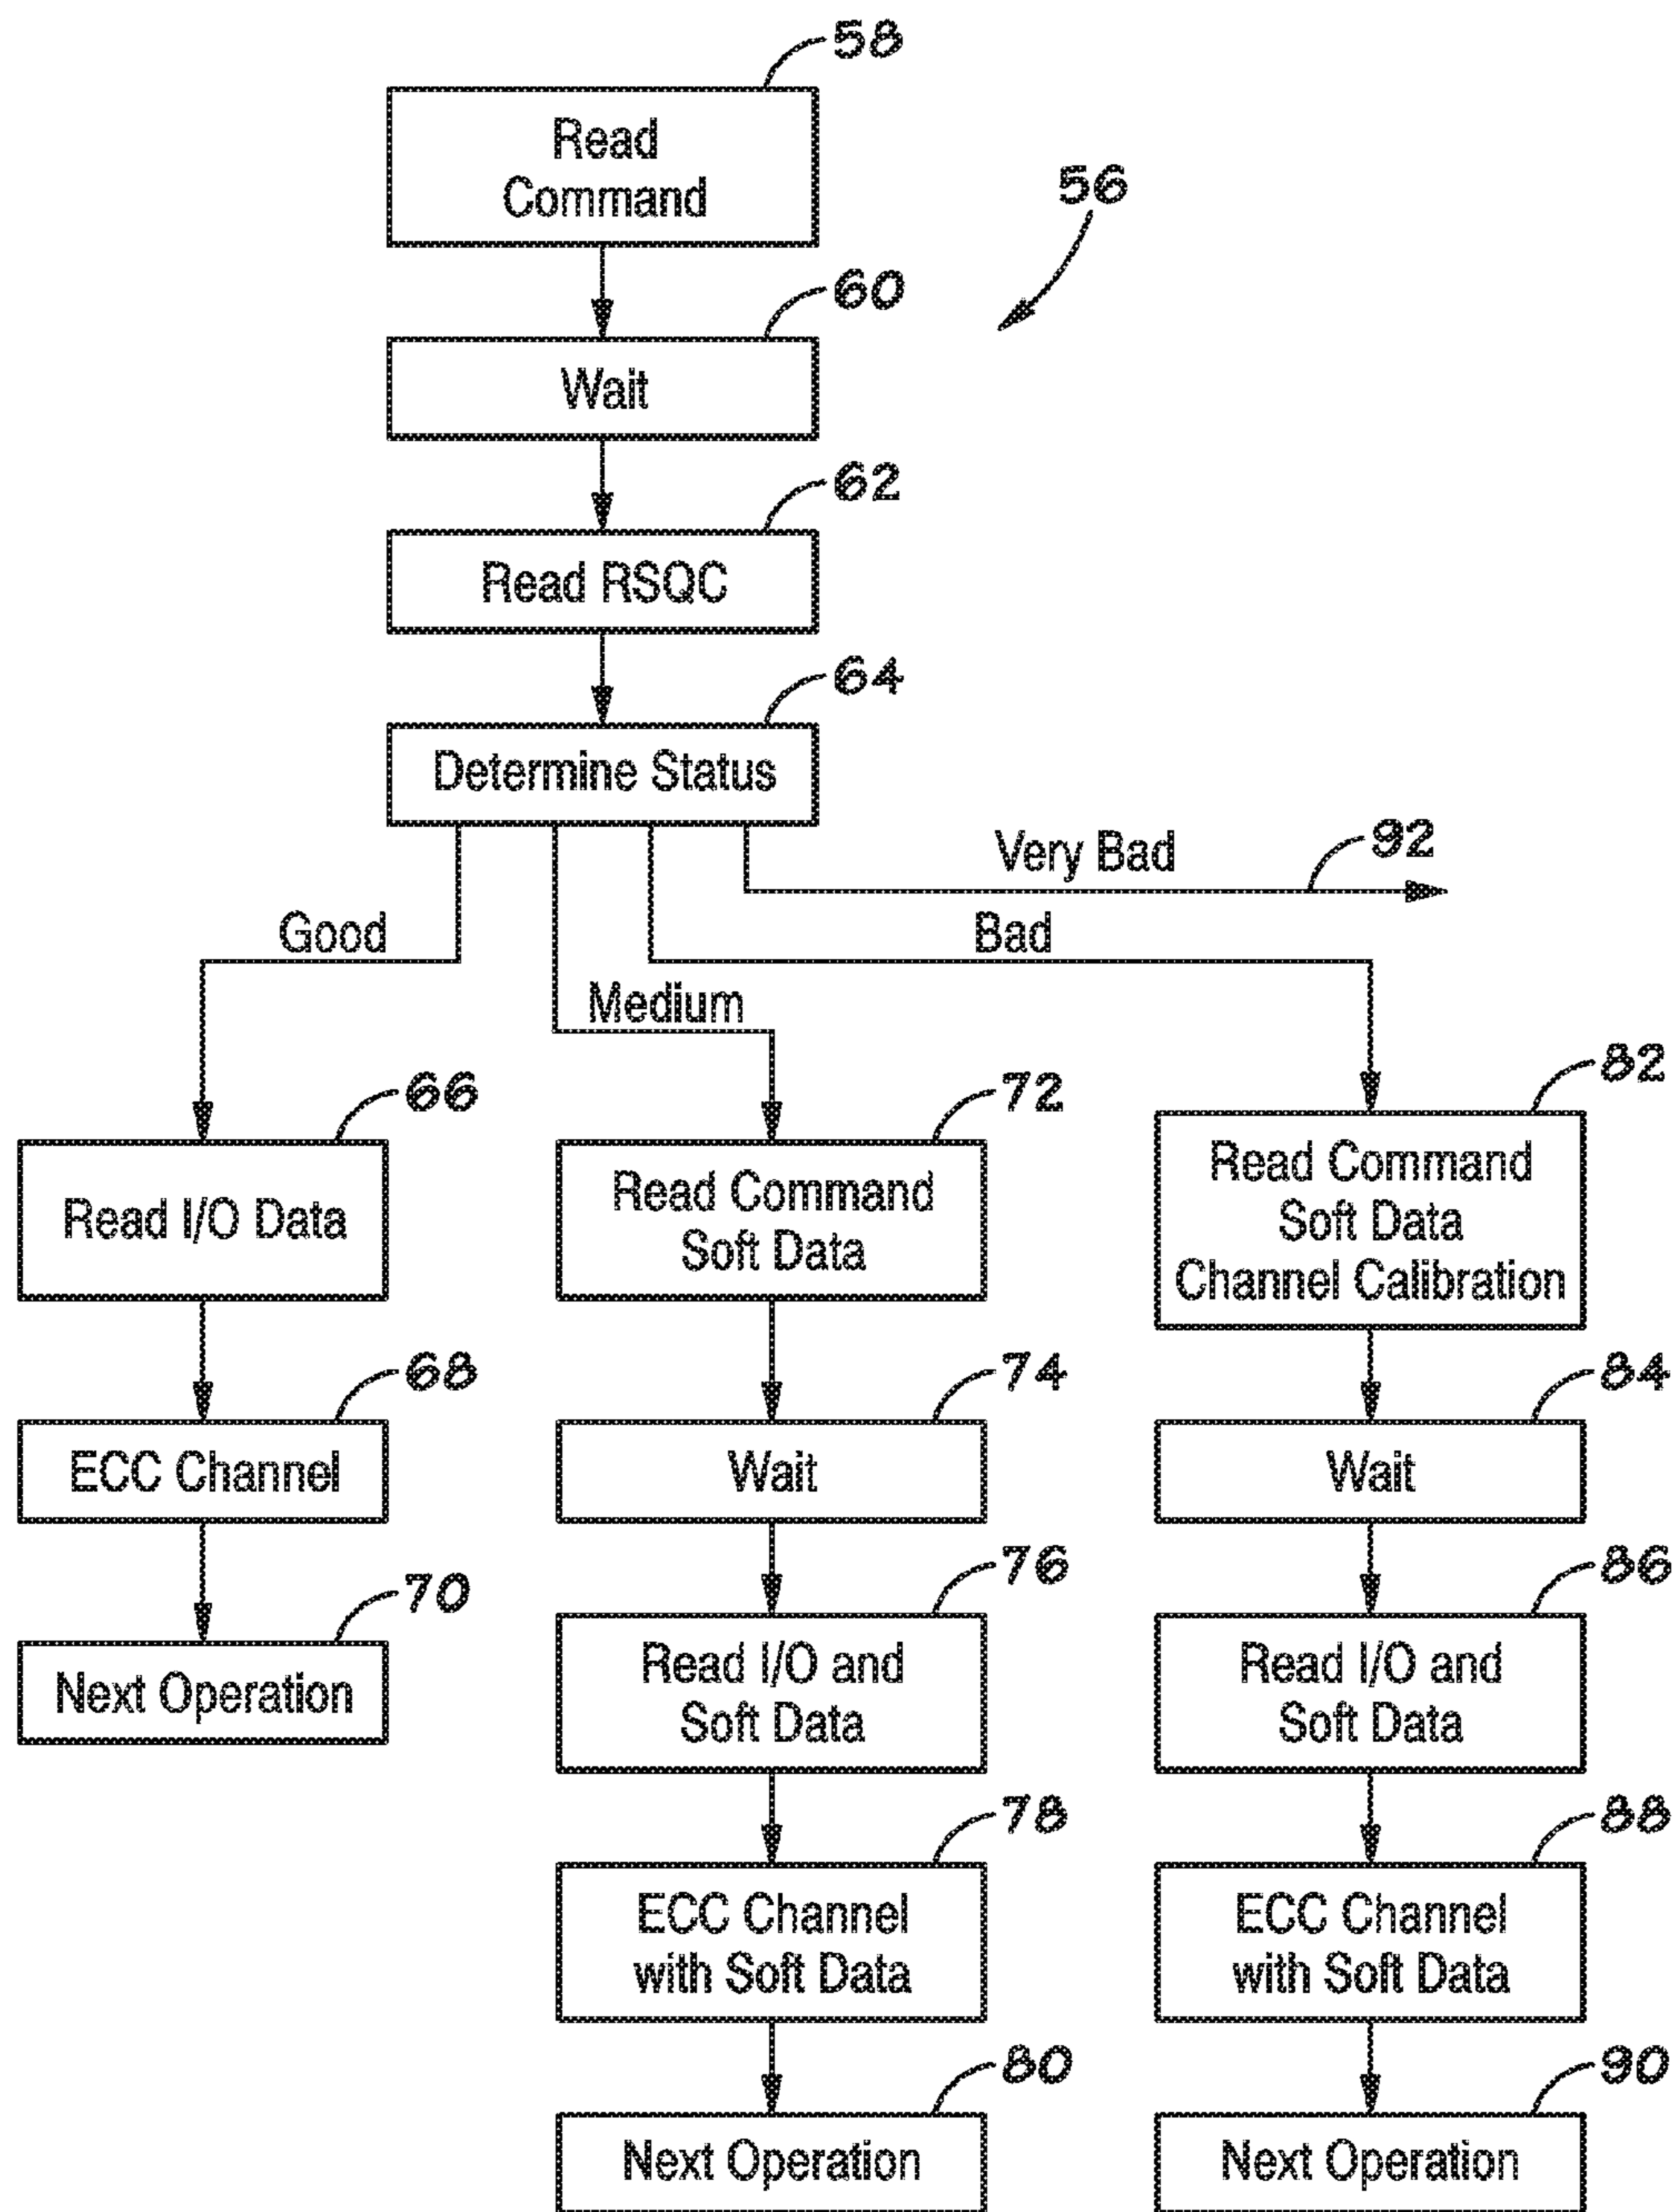 58
Read
Command
56
60
Wait
62
Read RSQC
64
Determine Status
Very Bad
92
Good
Bad
Medium
66
72
82
Read I/O Data
Read Command
Soft Data
Read Command
Soft Data
Channel Calibration
68
74
84
ECC Channel
Wait
Wait
70
76
86
Next Operation
Read I/O and
Soft Data
Read I/O and
Soft Data
78
88
ECC Channel
with Soft Data
ECC Channel
with Soft Data
80
90
Next Operation
Next Operation